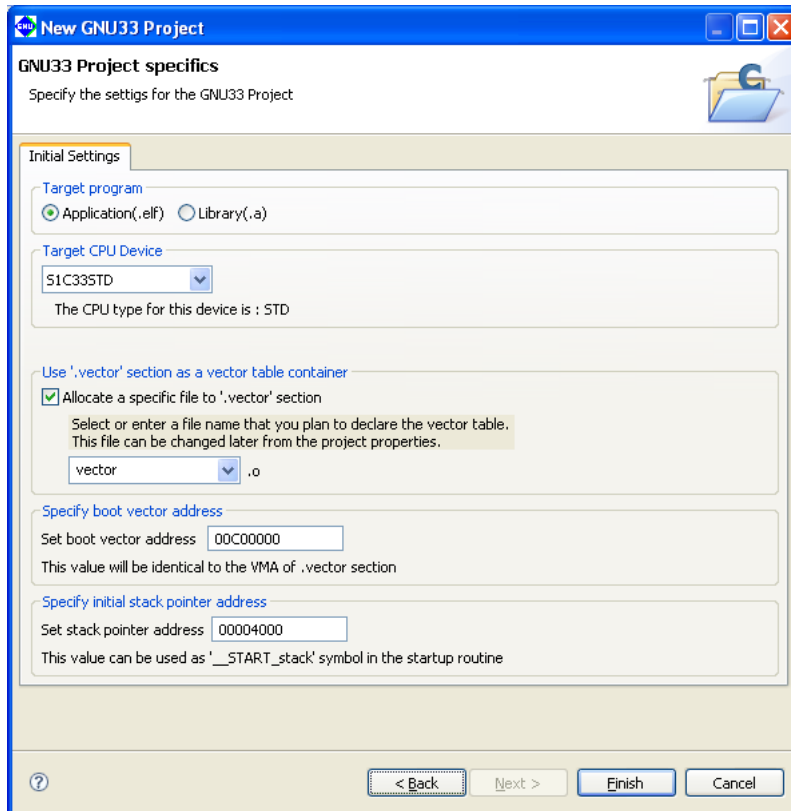 GNU New GNU33 Project
GNU33 Project specifics
Specify the settigs for the GNU33 Project
C
Initial Settings
Target program
Application(.elf) Library(.a)
Target CPU Device
S1C33STD
The CPU type for this device is : STD
Use '.vector' section as a vector table container
Allocate a specific file to '.vector' section
Select or enter a file name that you plan to declare the vector table.
This file can be changed later from the project properties.
vector .o
Specify boot vector address
Set boot vector address 00C00000
This value will be identical to the VMA of .vector section
Specify initial stack pointer address
Set stack pointer address 00004000
This value can be used as '__START_stack' symbol in the startup routine
? < Back Next > Finish Cancel